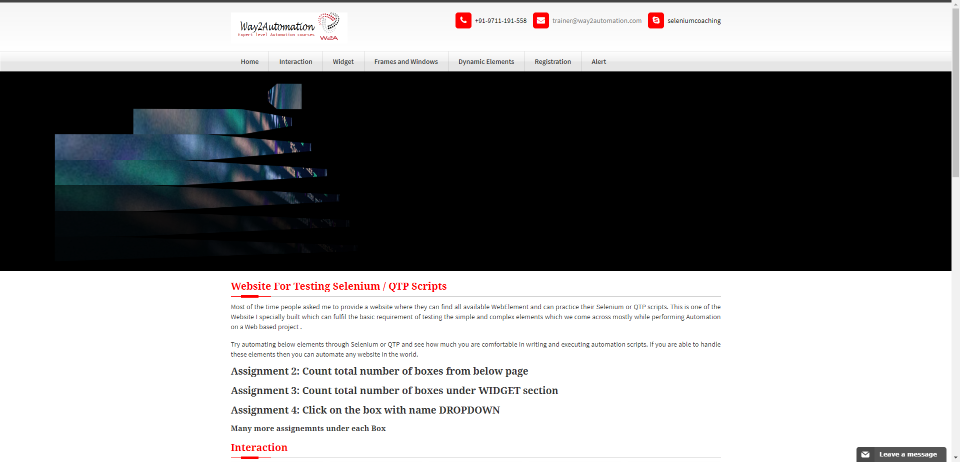 Way2Automation
Expert level Automation courses
W2A
+91-9711-191-558
trainer@way2automation.com
seleniumcoaching
Home
Interaction
Widget
Frames and Windows
Dynamic Elements
Registration
Alert
Website For Testing Selenium / QTP Scripts
Most of the time people asked me to provide a website where they can find all available WebElement and can practice their Selenium or QTP scripts. This is one of the
Website I specially built which can fulfil the basic requirement of testing the simple and complex elements which we come across mostly while performing Automation
on a Web based project .
Try automating below elements through Selenium or QTP and see how much you are comfortable in writing and executing automation scripts. If you are able to handle
these elements then you can automate any website in the world.
Assignment 2: Count total number of boxes from below page
Assignment 3: Count total number of boxes under WIDGET section
Assignment 4: Click on the box with name DROPDOWN
Many more assignemnts under each Box
Interaction
Leave a message